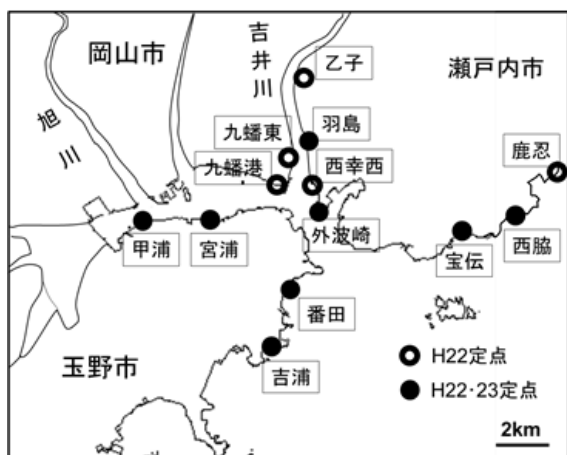 岡山市
吉井川
乙子
瀬戸内市
旭川
九蟠東
羽島
九蟠港
西幸西
鹿忍
甲浦
宮浦
外波崎
宝伝
西脇
番田
玉野市
吉浦
H22定点
H22･23定点
2km